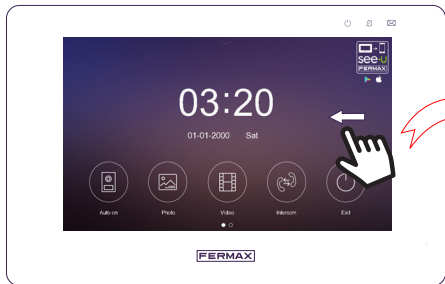 see-u
FERMAX
03:20
01-01-2000 Sat
Auto on Photo Video Intercom Exit
FERMAX